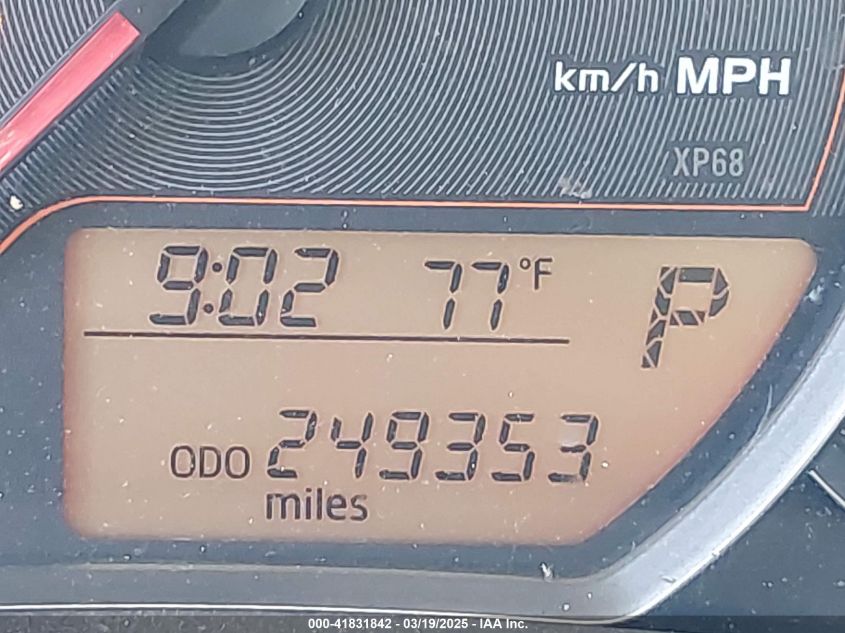 km/h MPH
XP68
9:02 77°F P
ODO 249353
miles
000-41831842 - 03/19/2025 - IAA Inc.